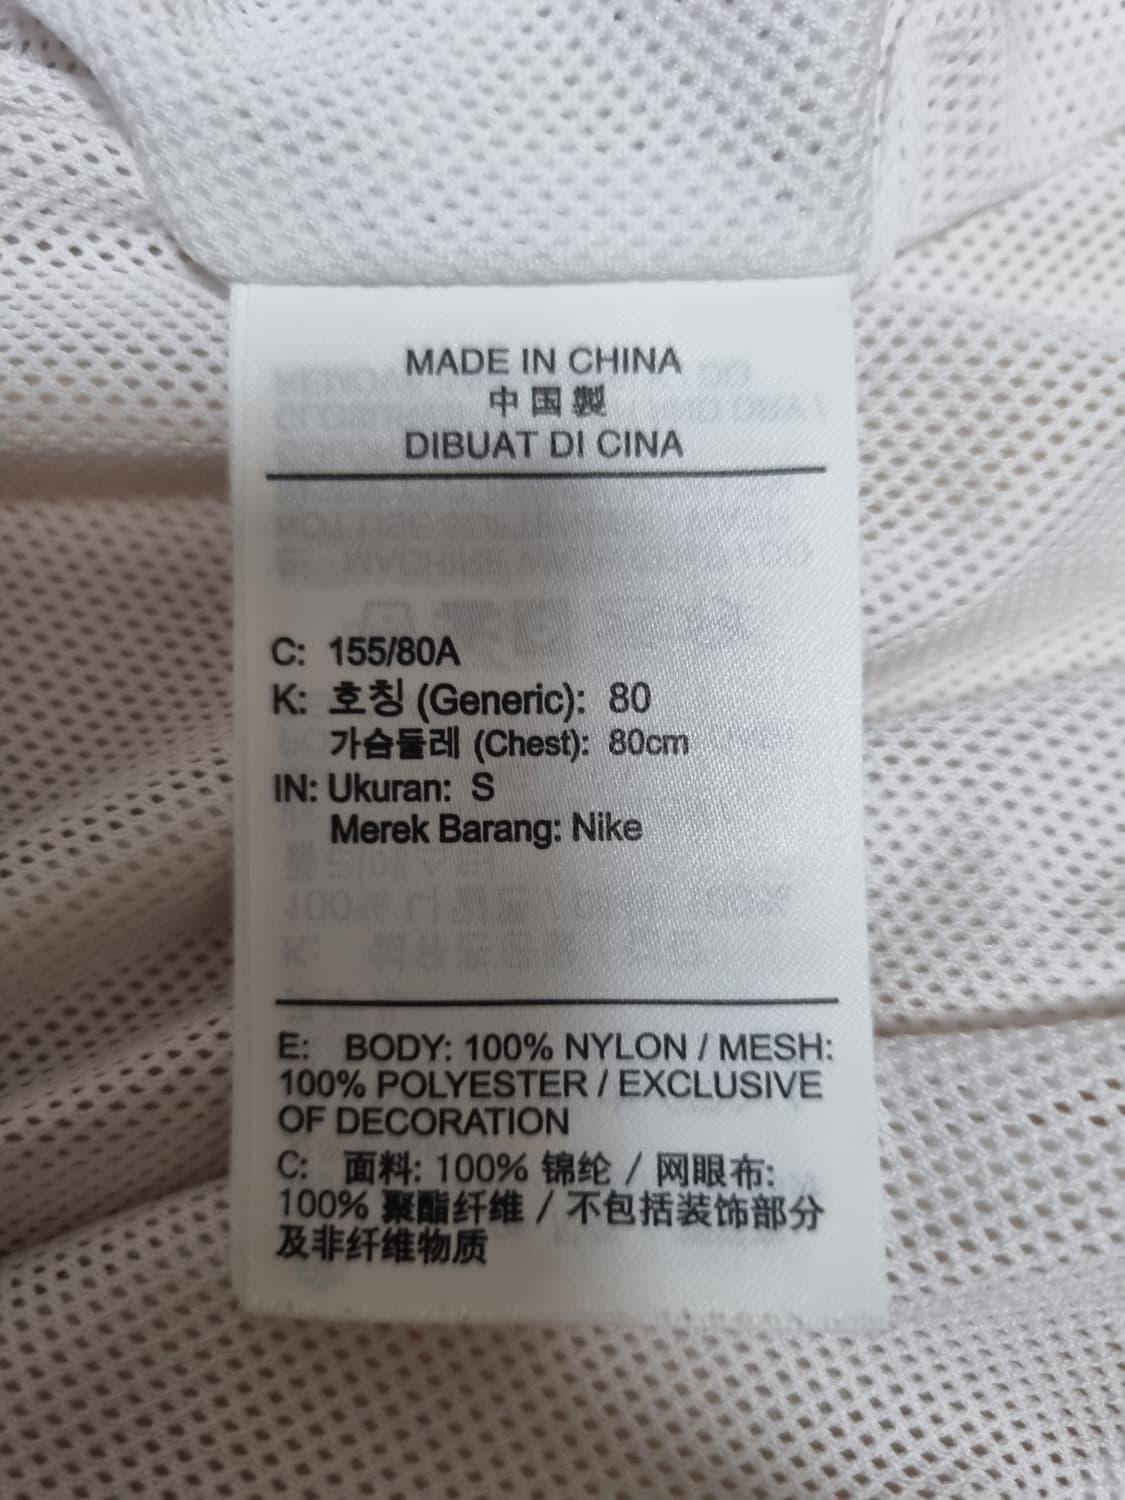 MADE IN CHINA
中国製
DIBUAT DI CINA
C: 155/80A
K: 호칭 (Generic): 80
가슴둘레 (Chest): 80cm
IN: Ukuran: S
Merek Barang: Nike
E: BODY: 100% NYLON / MESH:
100% POLYESTER / EXCLUSIVE
OF DECORATION
C: 面料: 100% 锦纶 / 网眼布:
100% 聚酯纤维 / 不包括装饰部分
及非纤维物质